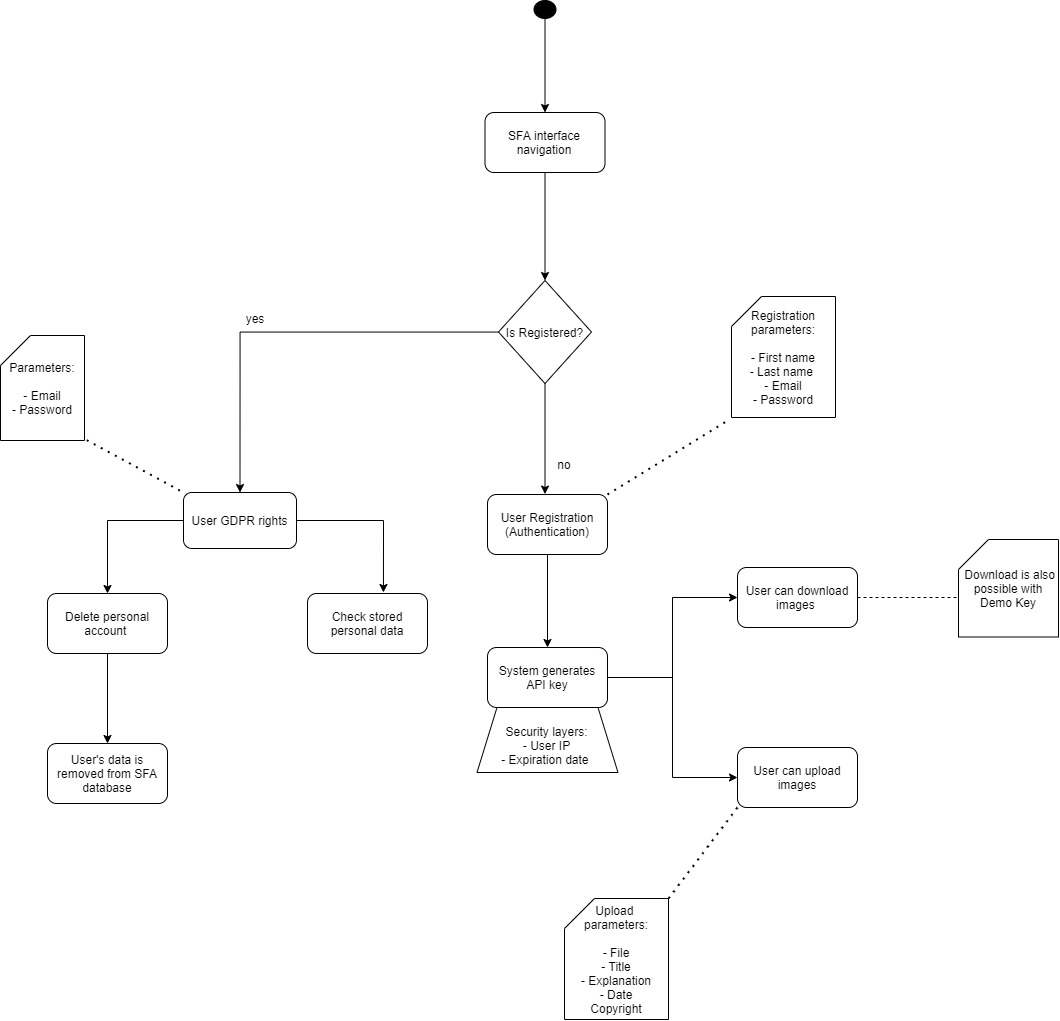 SFA interface
navigation
Is Registered?
yes
no
Registration
parameters:
- First name
- Last name
- Email
- Password
Parameters:
- Email
- Password
User GDPR rights
User Registration
(Authentication)
Delete personal
account
Check stored
personal data
User can download
images
Download is also
possible with
Demo Key
System generates
API key
Security layers:
- User IP
- Expiration date
User's data is
removed from SFA
database
User can upload
images
Upload
parameters:
- File
- Title
- Explanation
- Date
Copyright